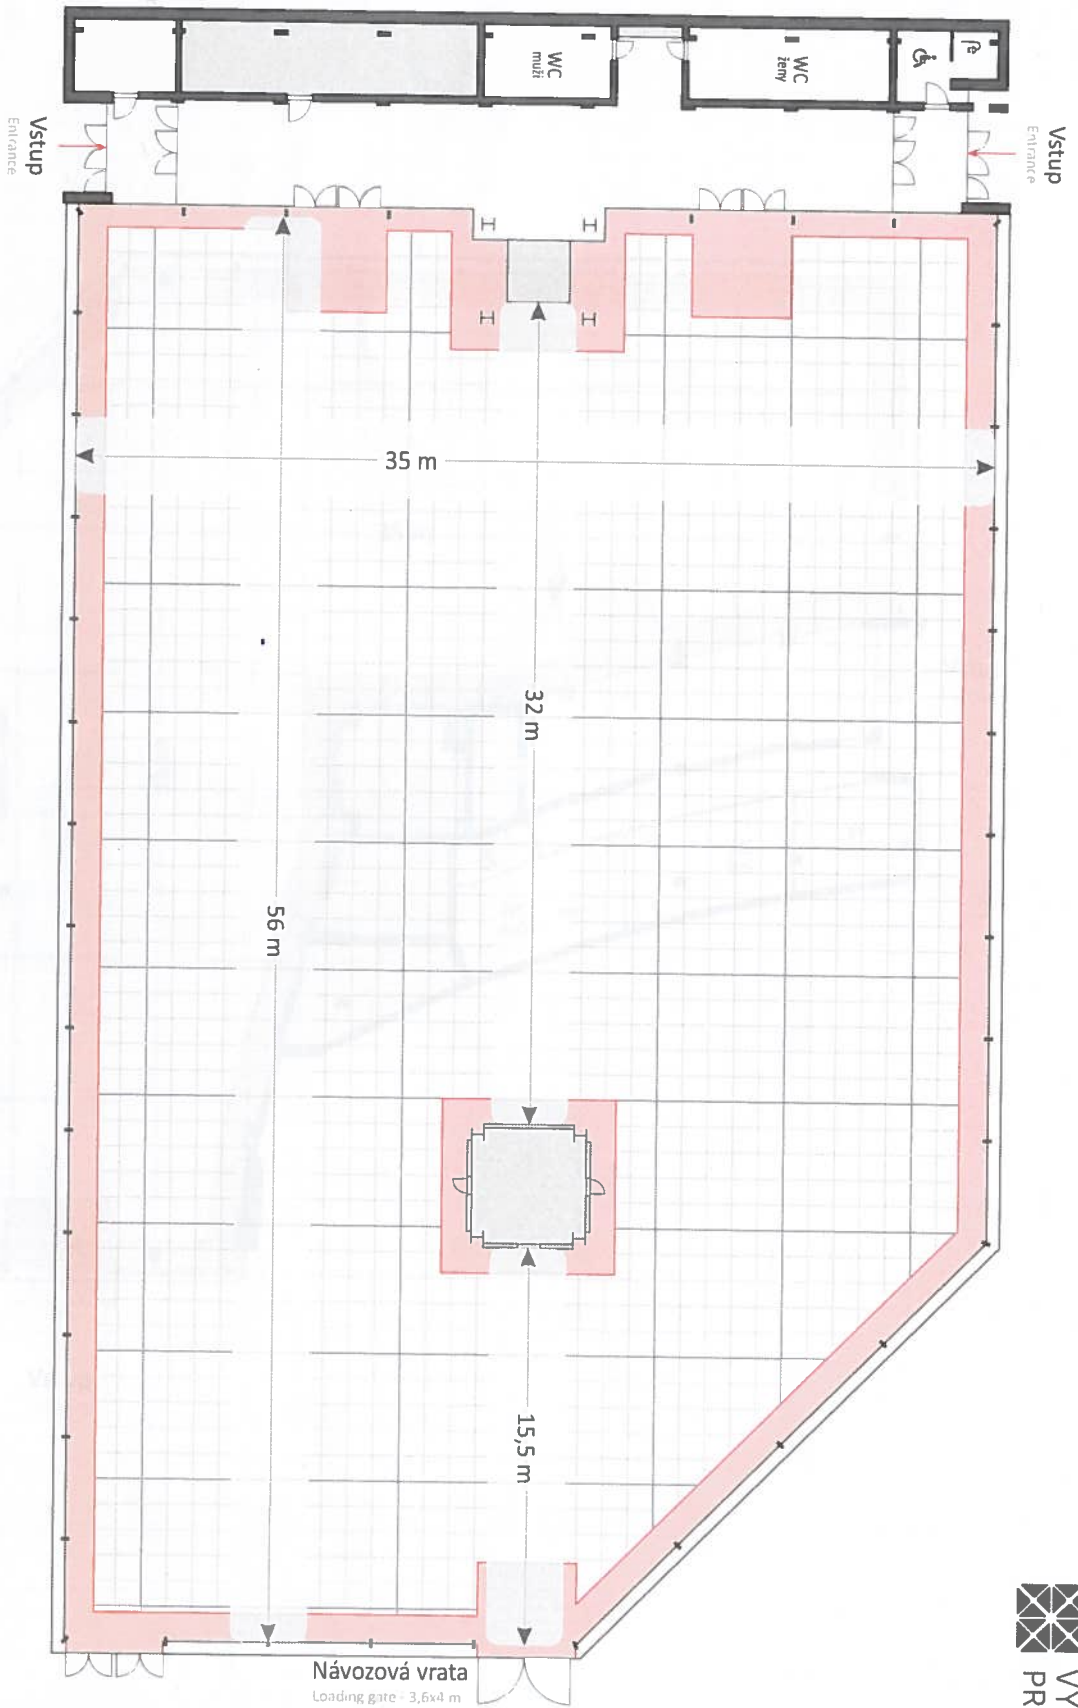 WC
muži
WC
ženy
Vstup
Entrance
Vstup
Entrance
35 m
32 m
56 m
15,5 m
Návozová vrata
Loading gate - 3,6x4 m
VÝ
PR